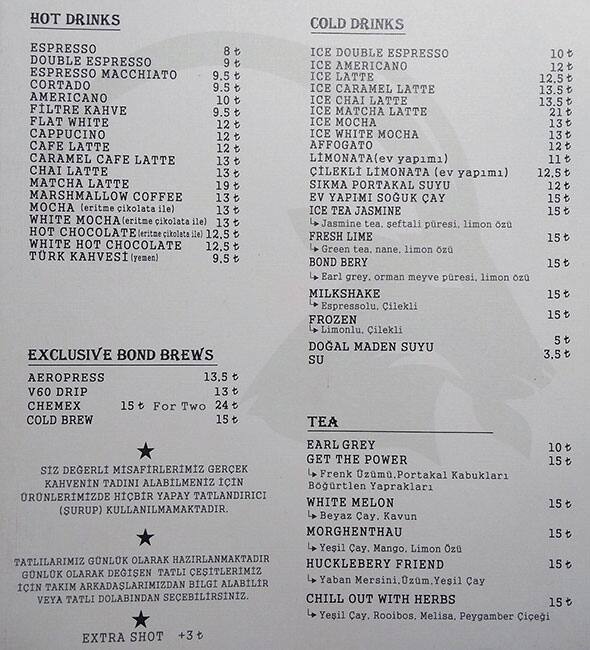 HOT DRINKS
ESPRESSO 8 ₺
DOUBLE ESPRESSO 9 ₺
ESPRESSO MACCHIATO 9.5 ₺
CORTADO 9.5 ₺
AMERICANO 10 ₺
FİLTRE KAHVE 9.5 ₺
FLAT WHITE 12 ₺
CAPPUCINO 12 ₺
CAFE LATTE 12 ₺
CARAMEL CAFE LATTE 13 ₺
CHAI LATTE 13 ₺
MATCHA LATTE 19 ₺
MARSHMALLOW COFFEE 13 ₺
MOCHA (eritme çikolata ile) 13 ₺
WHITE MOCHA (eritme çikolata ile) 13 ₺
HOT CHOCOLATE (eritme çikolata ile) 12,5 ₺
WHITE HOT CHOCOLATE 12,5 ₺
TÜRK KAHVESİ (yemen) 9,5 ₺
EXCLUSIVE BOND BREWS
AEROPRESS 13,5 ₺
V60 DRIP 13 ₺
CHEMEX 15 ₺ For Two 24 ₺
COLD BREW 15 ₺
SİZ DEĞERLİ MİSAFİRLERİMİZ GERÇEK
KAHVENİN TADINI ALABİLMENİZ İÇİN
ÜRÜNLERİMİZDE HİÇBİR YAPAY TATLANDIRICI
(ŞURUP) KULLANILMAMAKTADIR.
TATLILARIMIZ GÜNLÜK OLARAK HAZIRLANMAKTADIR
GÜNLÜK OLARAK DEĞİŞEN TATLI ÇEŞİTLERİMİZ
İÇİN TAKIM ARKADAŞLARIMIZDAN BİLGİ ALABİLİR
VEYA TATLI DOLABINDAN SEÇEBİLİRSİNİZ.
EXTRA SHOT +3 ₺
COLD DRINKS
ICE DOUBLE ESPRESSO 10 ₺
ICE AMERICANO 12 ₺
ICE LATTE 12,5 ₺
ICE CARAMEL LATTE 13.5 ₺
ICE CHAI LATTE 13.5 ₺
ICE MATCHA LATTE 21 ₺
ICE MOCHA 13 ₺
ICE WHITE MOCHA 13 ₺
AFFOGATO 12 ₺
LİMONATA(ev yapımı) 11 ₺
ÇİLEKLİ LİMONATA (ev yapımı) 12,5 ₺
SIKMA PORTAKAL SUYU 12 ₺
EV YAPIMI SOĞUK ÇAY 15 ₺
ICE TEA JASMINE 15 ₺
↳ Jasmine tea, şeftali püresi, limon özü
FRESH LIME 15 ₺
↳ Green tea, nane, limon özü
BOND BERY 15 ₺
↳ Earl grey, orman meyve püresi, limon özü
MILKSHAKE 15 ₺
↳ Espressolu, Çilekli
FROZEN 15 ₺
↳ Limonlu, Çilekli
DOĞAL MADEN SUYU 5 ₺
SU 3,5 ₺
TEA
EARL GREY 10 ₺
GET THE POWER 15 ₺
↳ Frenk Üzümü,Portakal Kabukları
Böğürtlen Yaprakları
WHITE MELON 15 ₺
↳ Beyaz Çay, Kavun
MORGHENTHAU 15 ₺
↳ Yeşil Çay, Mango, Limon Özü
HUCKLEBERY FRIEND 15 ₺
↳ Yaban Mersini,Üzüm,Yeşil Çay
CHILL OUT WITH HERBS 15 ₺
↳ Yeşil Çay, Rooibos, Melisa, Peygamber Çiçeği